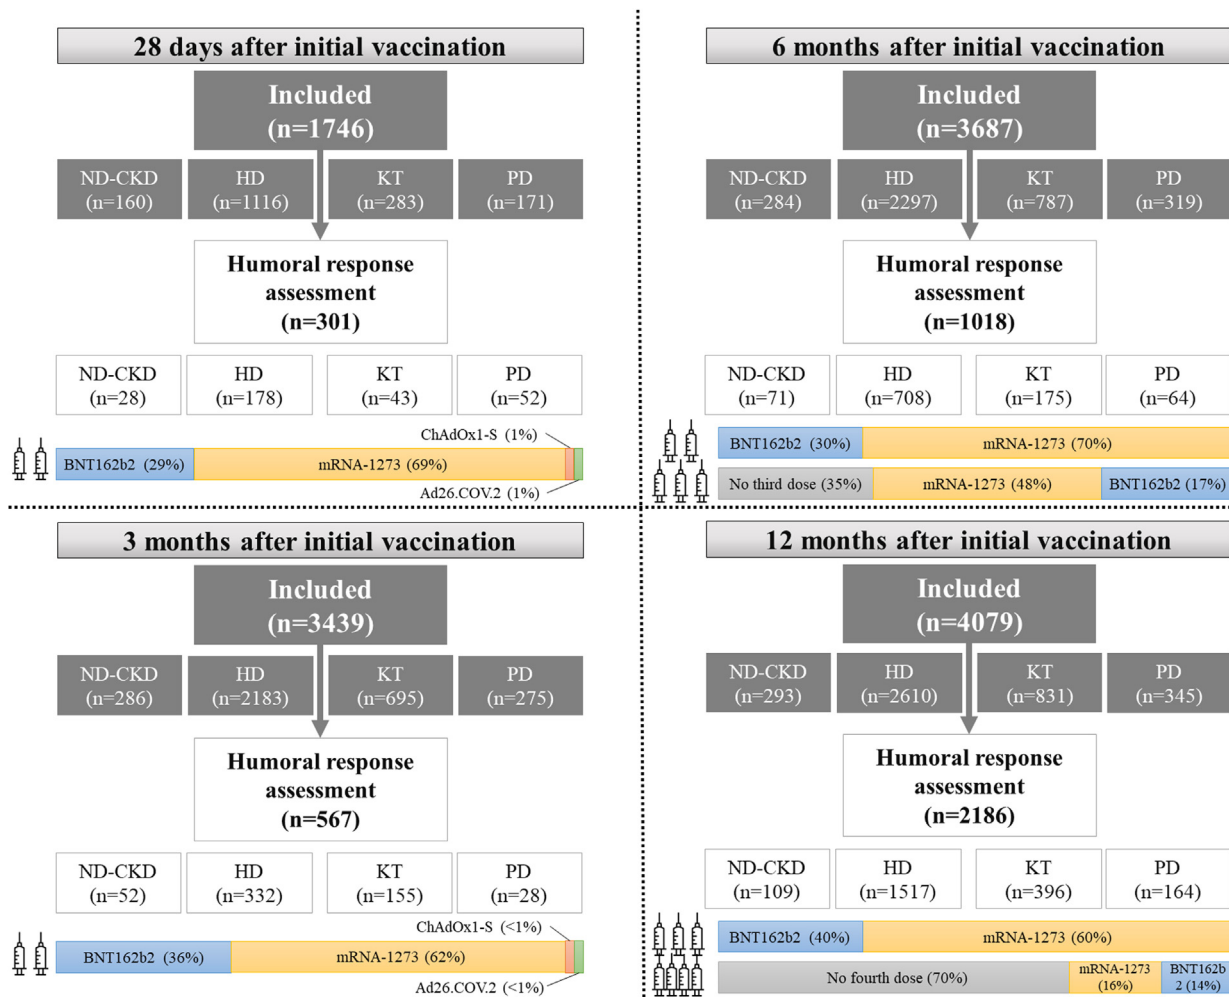 28 days after initial vaccination
Included
(n=1746)
ND-CKD
(n=160)
HD
(n=1116)
KT
(n=283)
PD
(n=171)
Humoral response
assessment
(n=301)
ND-CKD
(n=28)
HD
(n=178)
KT
(n=43)
PD
(n=52)
ChAdOx1-S (1%)
BNT162b2 (29%)
mRNA-1273 (69%)
Ad26.COV.2 (1%)
6 months after initial vaccination
Included
(n=3687)
ND-CKD
(n=284)
HD
(n=2297)
KT
(n=787)
PD
(n=319)
Humoral response
assessment
(n=1018)
ND-CKD
(n=71)
HD
(n=708)
KT
(n=175)
PD
(n=64)
BNT162b2 (30%)
mRNA-1273 (70%)
No third dose (35%)
mRNA-1273 (48%)
BNT162b2 (17%)
3 months after initial vaccination
Included
(n=3439)
ND-CKD
(n=286)
HD
(n=2183)
KT
(n=695)
PD
(n=275)
Humoral response
assessment
(n=567)
ND-CKD
(n=52)
HD
(n=332)
KT
(n=155)
PD
(n=28)
ChAdOx1-S (<1%)
BNT162b2 (36%)
mRNA-1273 (62%)
Ad26.COV.2 (<1%)
12 months after initial vaccination
Included
(n=4079)
ND-CKD
(n=293)
HD
(n=2610)
KT
(n=831)
PD
(n=345)
Humoral response
assessment
(n=2186)
ND-CKD
(n=109)
HD
(n=1517)
KT
(n=396)
PD
(n=164)
BNT162b2 (40%)
mRNA-1273 (60%)
No fourth dose (70%)
mRNA-1273
(16%)
BNT162b
2 (14%)